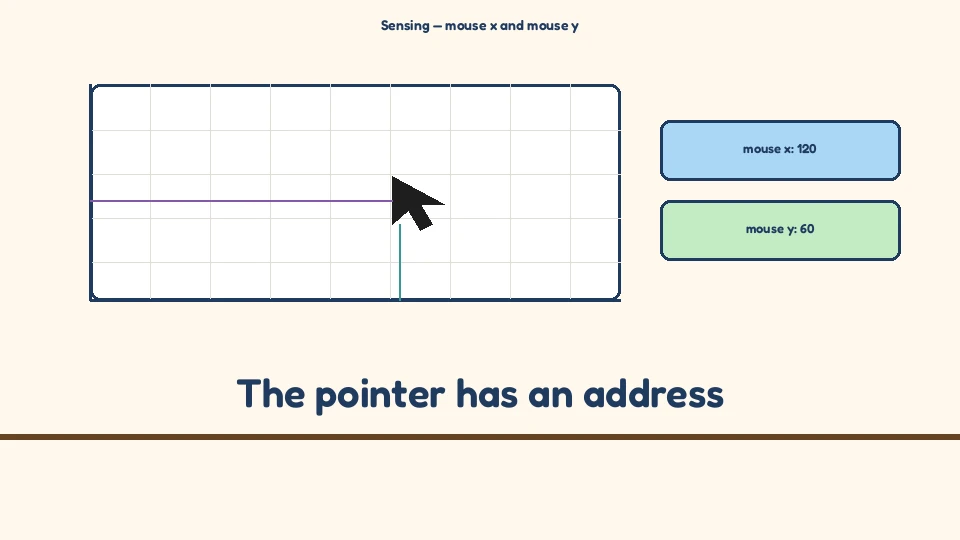 Sensing — mouse x and mouse y
mouse x: 120
mouse y: 60
The pointer has an address